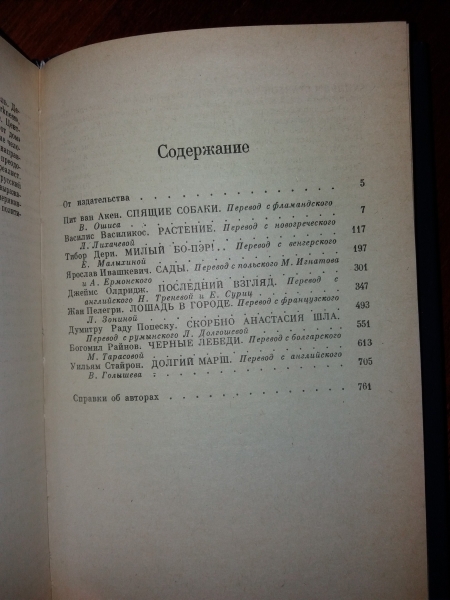 Содержание
От издательства 5
Пит ван Акен. СПЯЩИЕ СОБАКИ. Перевод с фламандского
В. Ошиса 7
Василис Василикос. РАСТЕНИЕ. Перевод с новогреческого
Л. Лихачевой 117
Тибор Дери. МИЛЫЙ БО-ПЭР!.. Перевод с венгерского
Е. Малыхиной 197
Ярослав Ивашкевич. САДЫ. Перевод с польского М. Игнатова
и А. Ермонского 301
Джеймс Олдридж. ПОСЛЕДНИЙ ВЗГЛЯД. Перевод с
английского Н. Треневой и Е. Суриц 347
Жан Пелегри. ЛОШАДЬ В ГОРОДЕ. Перевод с французского
Л. Зониной 493
Думитру Раду Попеску. СКОРБНО АНАСТАСИЯ ШЛА.
Перевод с румынского Л. Долгошевой 551
Богомил Райнов. ЧЕРНЫЕ ЛЕБЕДИ. Перевод с болгарского
М. Тарасовой 613
Уильям Стайрон. ДОЛГИЙ МАРШ. Перевод с английского
В. Голышева 705
Справки об авторах 761